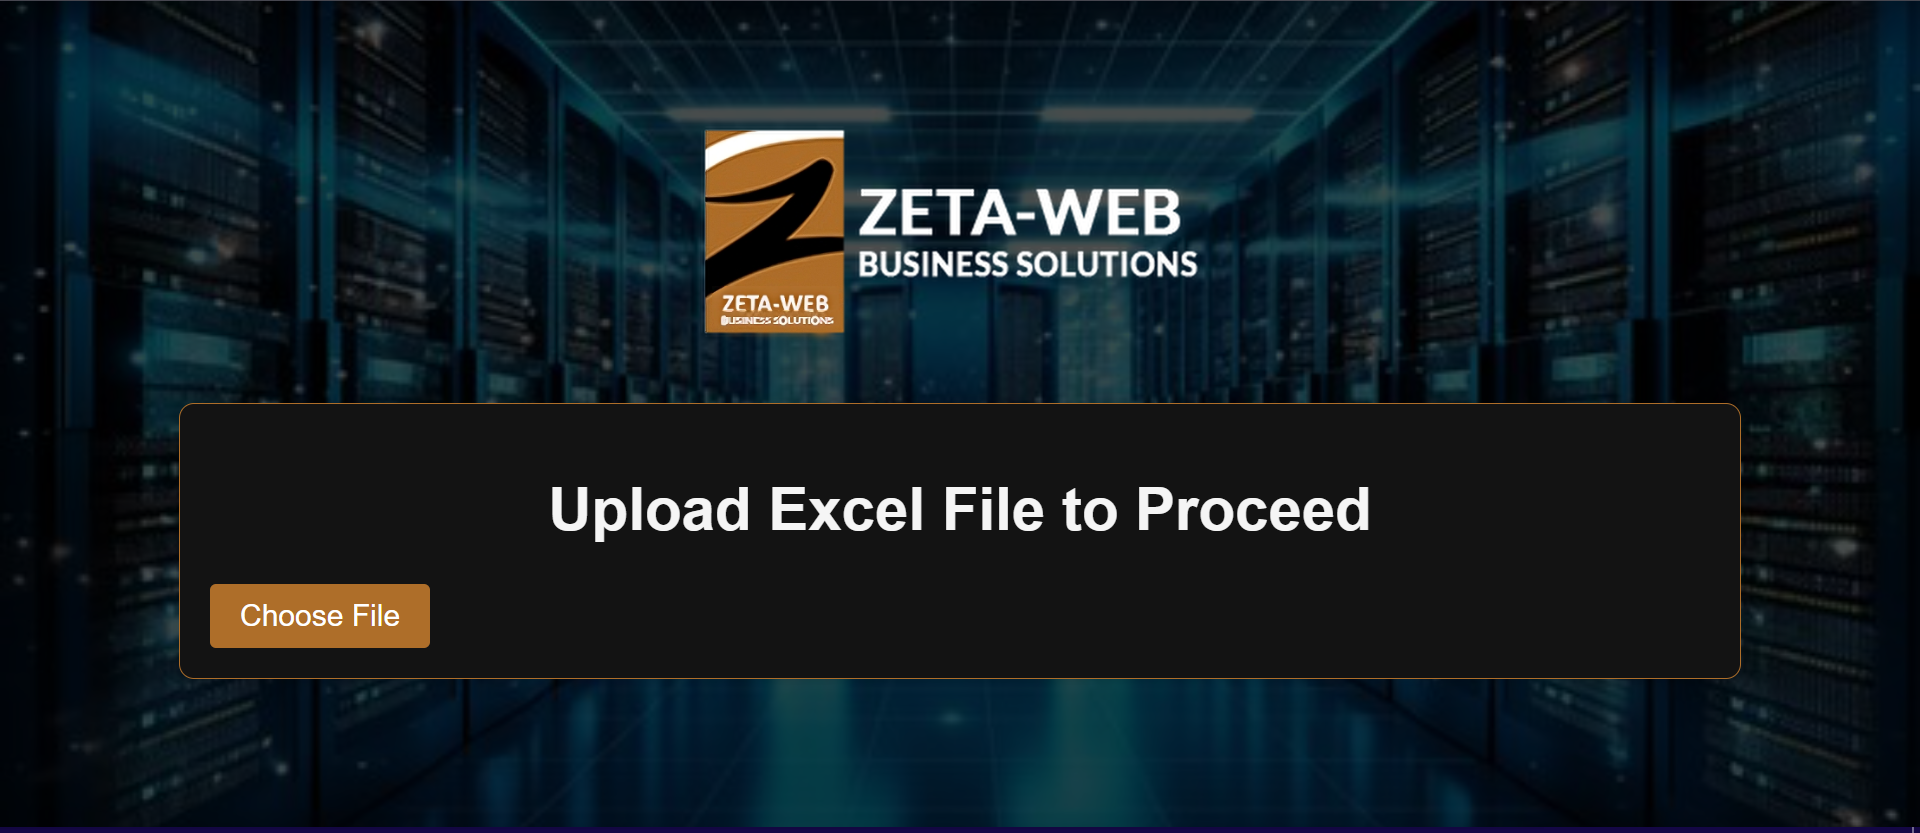 ZETA-WEB
BUSINESS SOLUTIONS
ZETA-WEB
BUSINESS SOLUTIONS
Upload Excel File to Proceed
Choose File